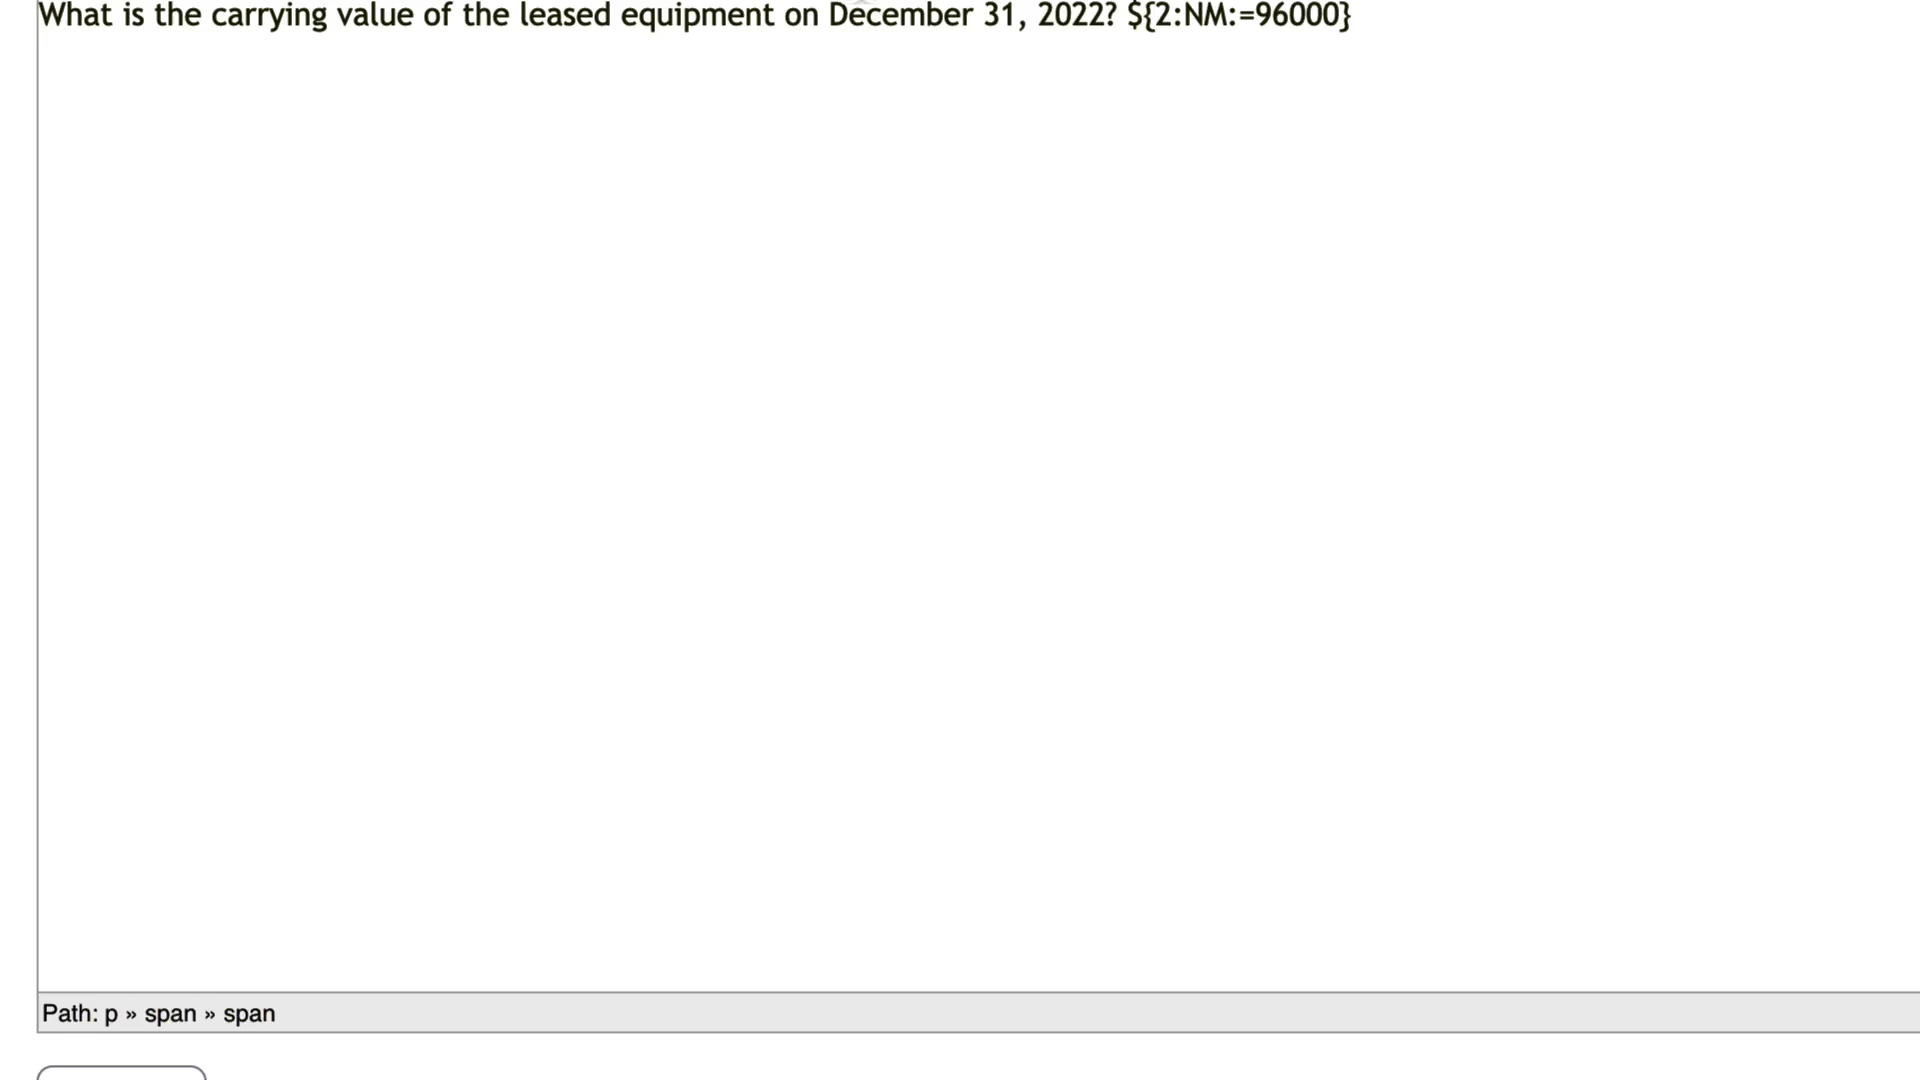 What is the carrying value of the leased equipment on December 31, 2022? ${2:NM:=96000}
Path: p » span » span